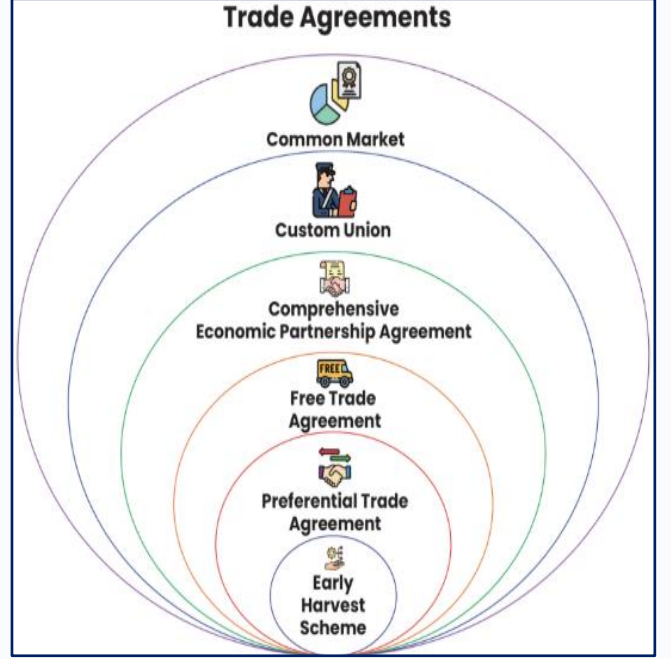 Trade Agreements
Common Market
Custom Union
Comprehensive
Economic Partnership Agreement
FREE
Free Trade
Agreement
Preferential Trade
Agreement
Early
Harvest
Scheme